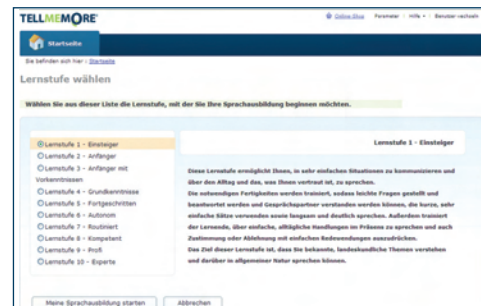 TELLMEMORE
Online Shop Parameter | Hilfe | Benutzer wechseln
Startseite
Sie befinden sich hier › Startseite
Lernstufe wählen
Wählen Sie aus dieser Liste die Lernstufe, mit der Sie Ihre Sprachausbildung beginnen möchten.
Lernstufe 1 - Einsteiger
Lernstufe 2 - Anfänger
Lernstufe 3 - Anfänger mit
Vorkenntnissen
Lernstufe 4 - Grundkenntnisse
Lernstufe 5 - Fortgeschritten
Lernstufe 6 - Autonom
Lernstufe 7 - Routiniert
Lernstufe 8 - Kompetent
Lernstufe 9 - Profi
Lernstufe 10 - Experte
Lernstufe 1 - Einsteiger
Diese Lernstufe ermöglicht Ihnen, in sehr einfachen Situationen zu kommunizieren und
über den Alltag und das, was Ihnen vertraut ist, zu sprechen.
Die notwendigen Fertigkeiten werden trainiert, sodass leichte Fragen gestellt und
beantwortet werden und Gesprächspartner verstanden werden können, die kurze, sehr
einfache Sätze verwenden sowie langsam und deutlich sprechen. Außerdem trainiert
der Lernende, über einfache, alltägliche Handlungen im Präsens zu sprechen und auch
Zustimmung oder Ablehnung mit einfachen Redewendungen auszudrücken.
Das Ziel dieser Lernstufe ist, dass Sie bekannte, landeskundliche Themen verstehen
und darüber in allgemeiner Natur sprechen können.
Meine Sprachausbildung starten Abbrechen